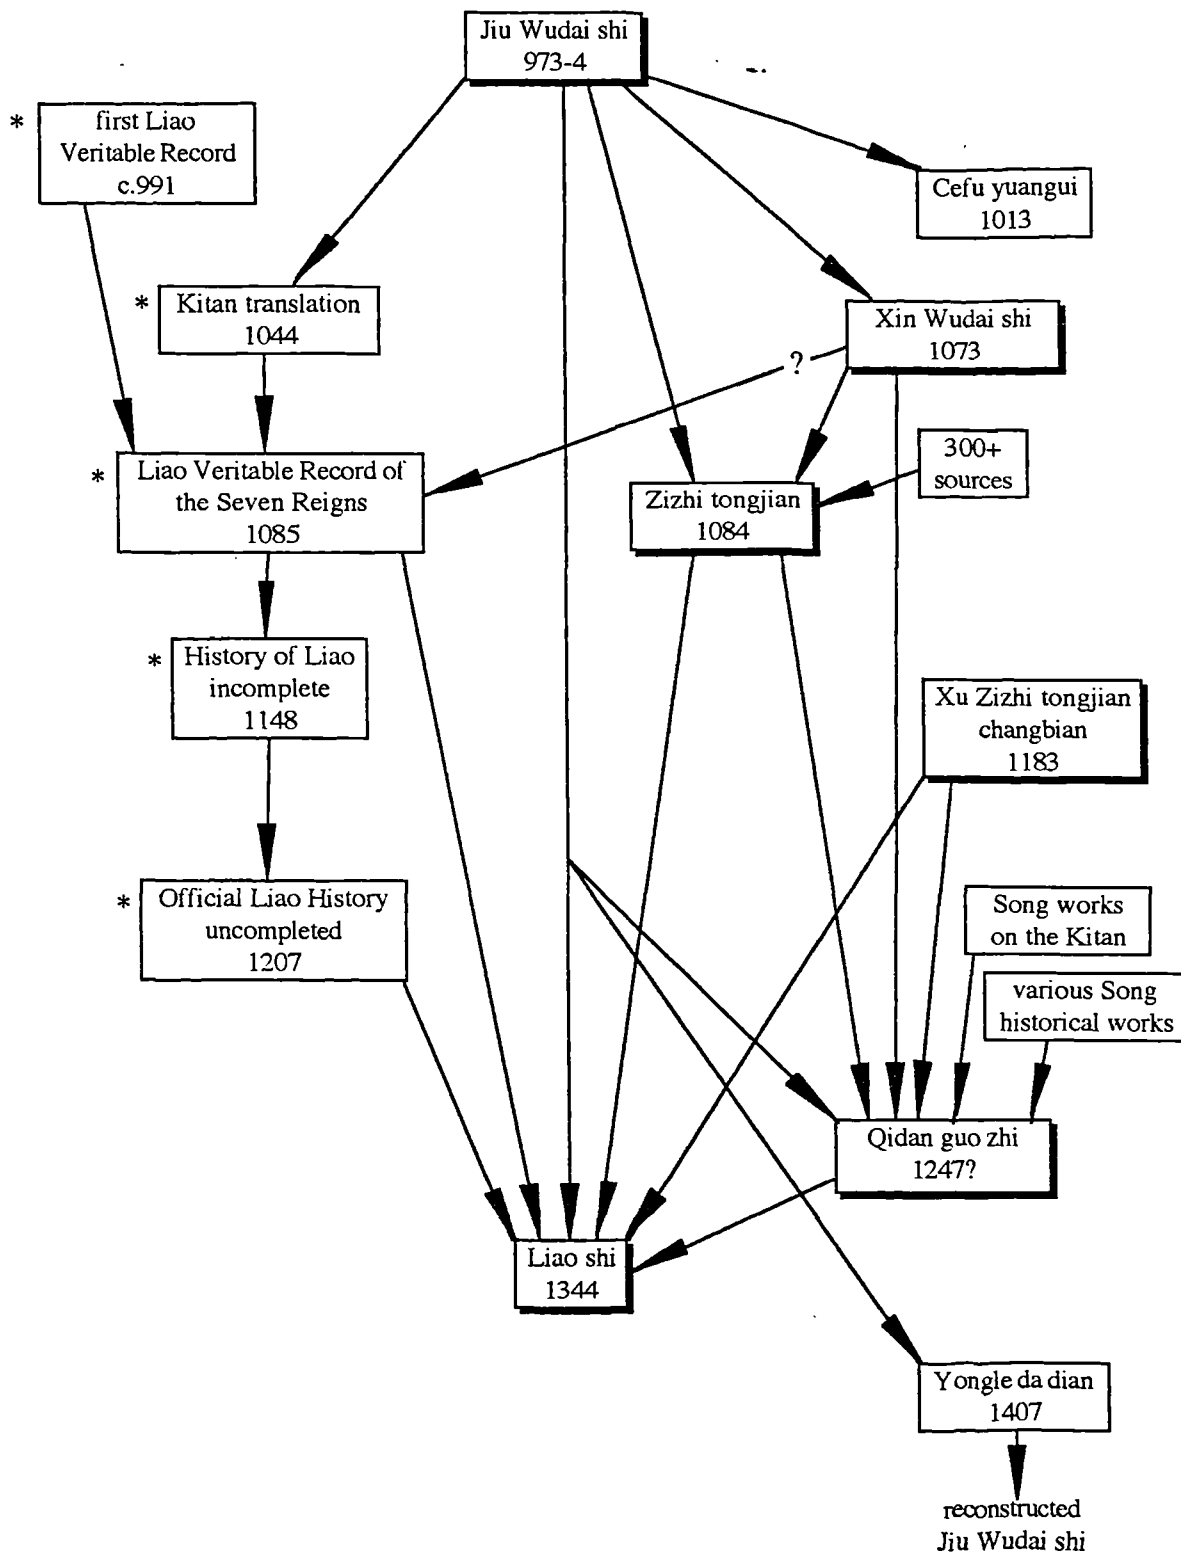 Jiu Wudai shi
973-4
*
first Liao
Veritable Record
c.991
Cefu yuangui
1013
*
Kitan translation
1044
Xin Wudai shi
1073
?
300+
sources
*
Liao Veritable Record of
the Seven Reigns
1085
Zizhi tongjian
1084
*
History of Liao
incomplete
1148
Xu Zizhi tongjian
changbian
1183
*
Official Liao History
uncompleted
1207
Song works
on the Kitan
various Song
historical works
Qidan guo zhi
1247?
Liao shi
1344
Yongle da dian
1407
reconstructed
Jiu Wudai shi